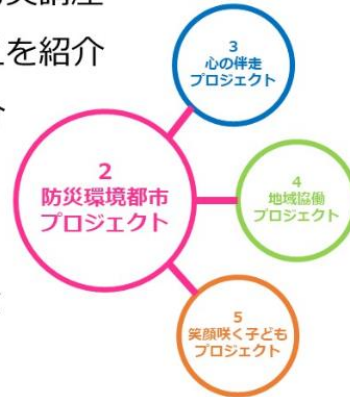 を紹介
3
心の伴走
プロジェクト
2
防災環境都市
プロジェクト
4
地域協働
プロジェクト
5
笑顔咲く子ども
プロジェクト